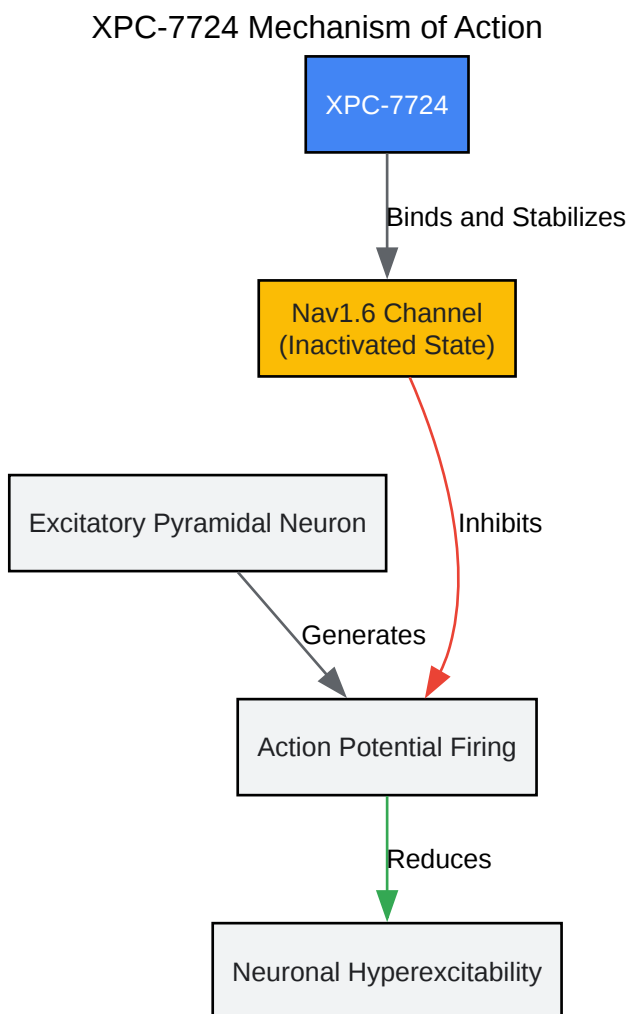 XPC-7724 Mechanism of Action
XPC-7724
Binds and Stabilizes
Nav1.6 Channel
(Inactivated State)
Excitatory Pyramidal Neuron
Inhibits
Generates
Action Potential Firing
Reduces
Neuronal Hyperexcitability